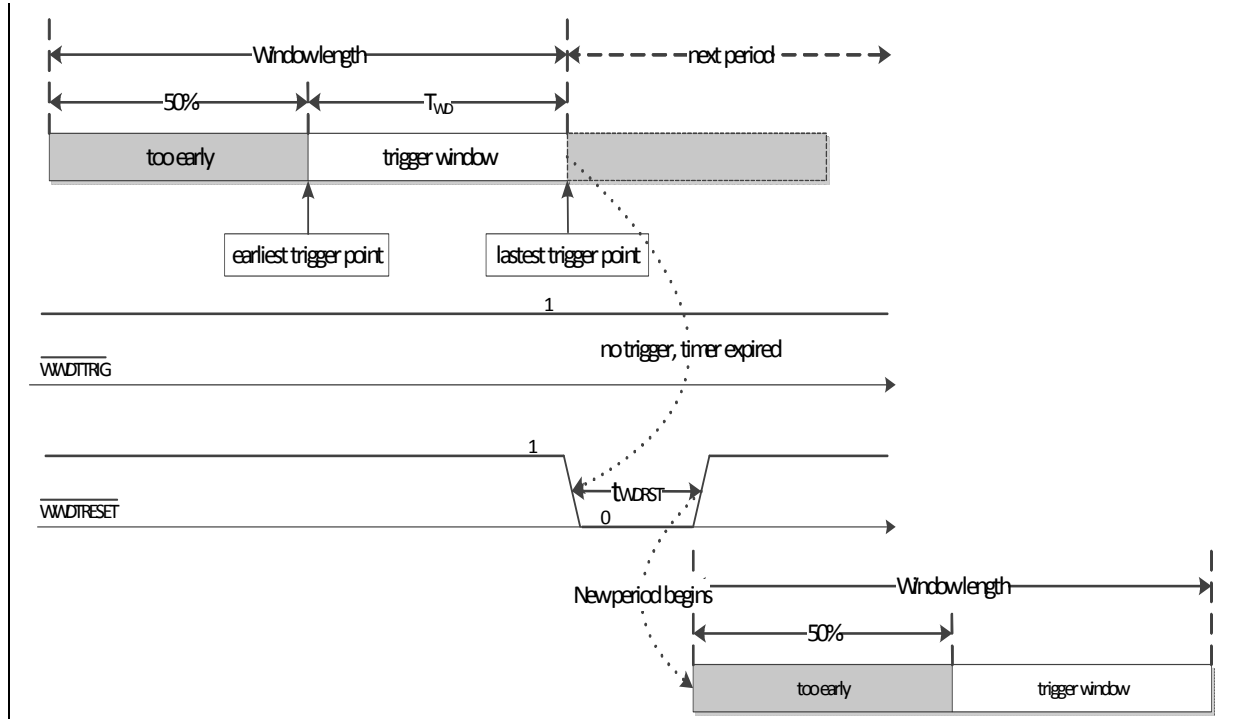 Window length
next period
50%
TWD
too early
trigger window
earliest trigger point
lastest trigger point
1
no trigger, timer expired
WWDTTRIG
1
tWDRST
WWDTRESET
0
New period begins
Window length
50%
too early
trigger window